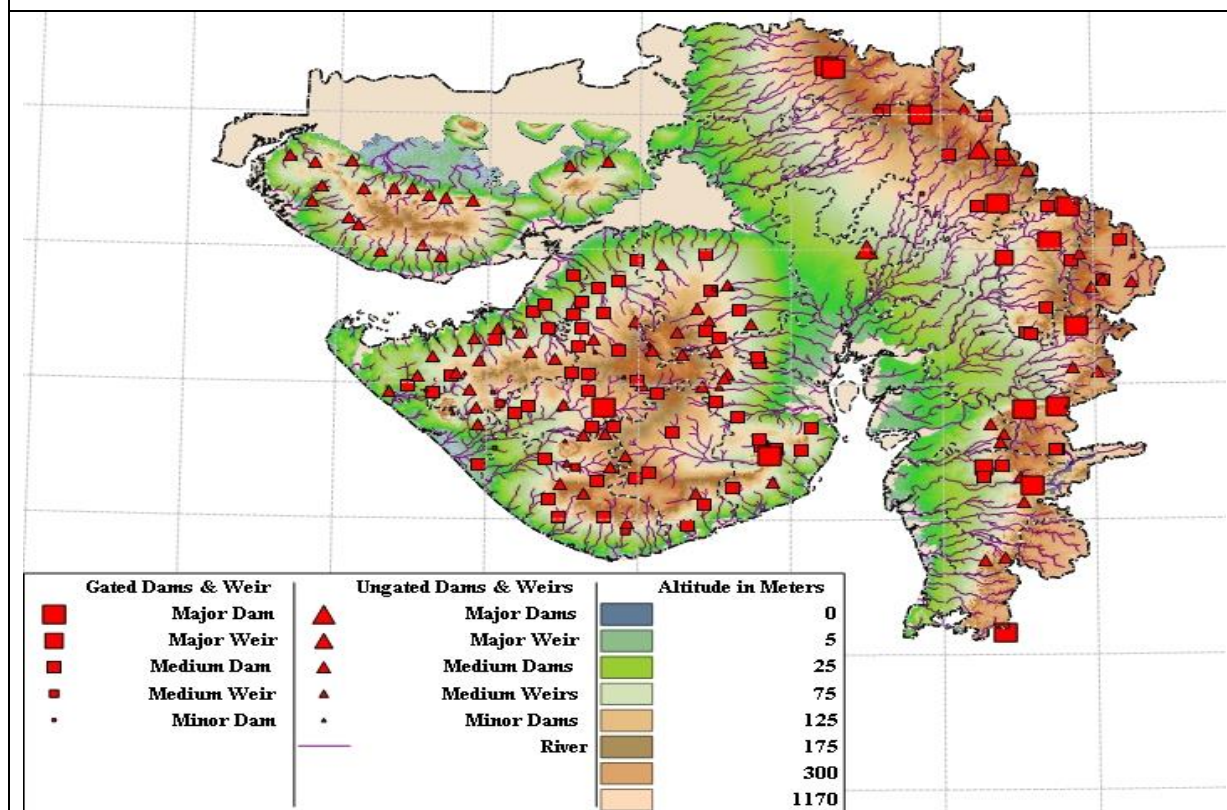 Gated Dams & Weir
Major Dam
Major Weir
Medium Dam
Medium Weir
Minor Dam
Ungated Dams & Weirs
Major Dams
Major Weir
Medium Dams
Medium Weirs
Minor Dams
River
Altitude in Meters
0
5
25
75
125
175
300
1170